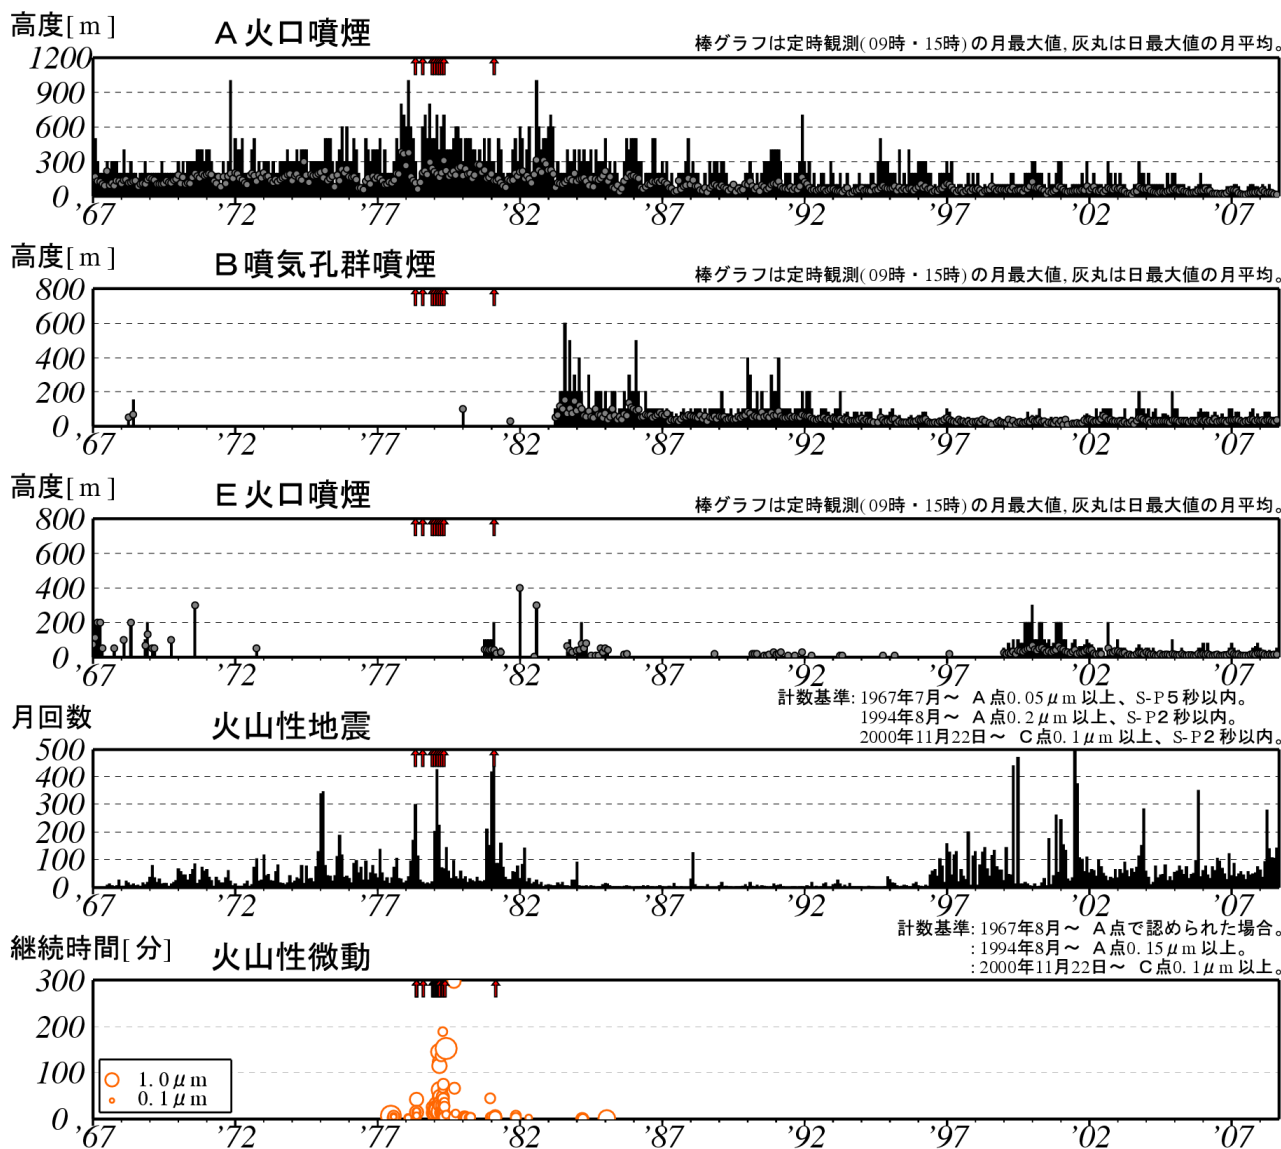 高度[m]
A火口噴煙
棒グラフは定時観測(09時・15時)の月最大値,灰丸は日最大値の月平均。
1200
900
600
300
0
'67 '72 '77 '82 '87 '92 '97 '02 '07
高度[m]
B噴気孔群噴煙
棒グラフは定時観測(09時・15時)の月最大値,灰丸は日最大値の月平均。
800
600
400
200
0
'67 '72 '77 '82 '87 '92 '97 '02 '07
高度[m]
E火口噴煙
棒グラフは定時観測(09時・15時)の月最大値,灰丸は日最大値の月平均。
800
600
400
200
0
'67 '72 '77 '82 '87 '92 '97 '02 '07
計数基準: 1967年7月～ A点0.05μm以上、S-P5秒以内。
1994年8月～ A点0.2μm以上、S-P2秒以内。
2000年11月22日～ C点0.1μm以上、S-P2秒以内。
月回数
火山性地震
500
400
300
200
100
0
'67 '72 '77 '82 '87 '92 '97 '02 '07
計数基準: 1967年8月～ A点で認められた場合。
: 1994年8月～ A点0.15μm以上。
: 2000年11月22日～ C点0.1μm以上。
継続時間[分]
火山性微動
300
200
100
0
1.0μm
0.1μm
'67 '72 '77 '82 '87 '92 '97 '02 '07